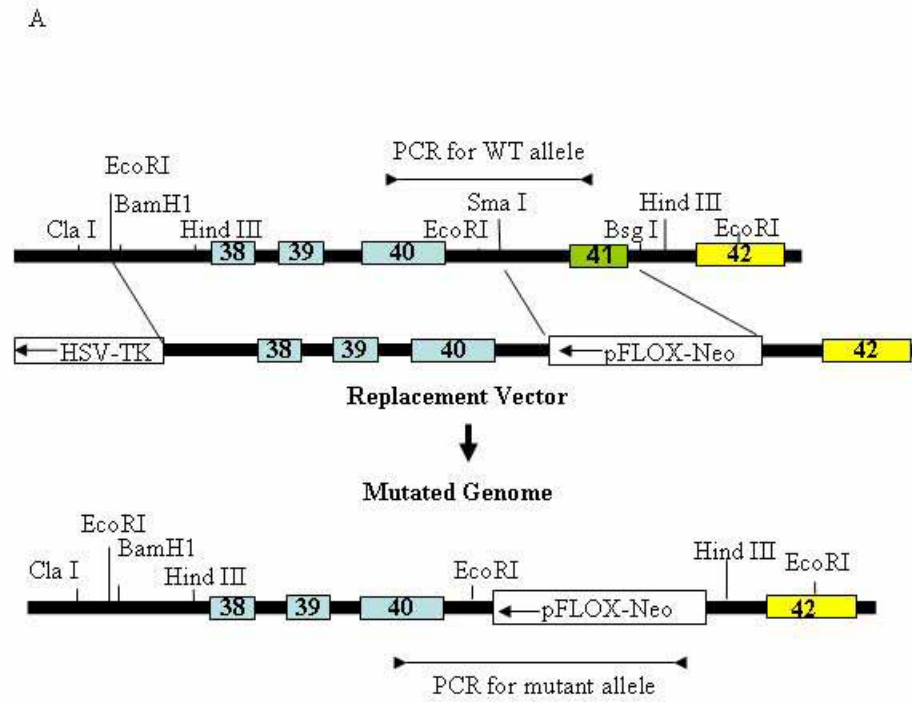 A
PCR for WT allele
EcoRI
BamH1
Sma I
Hind III
Cla I
Hind III
EcoRI
Bsg I
EcoRI
38
39
40
41
42
HSV-TK
38
39
40
pFLOX-Neo
42
Replacement Vector
Mutated Genome
EcoRI
BamH1
Hind III
Cla I
Hind III
EcoRI
EcoRI
38
39
40
pFLOX-Neo
42
PCR for mutant allele